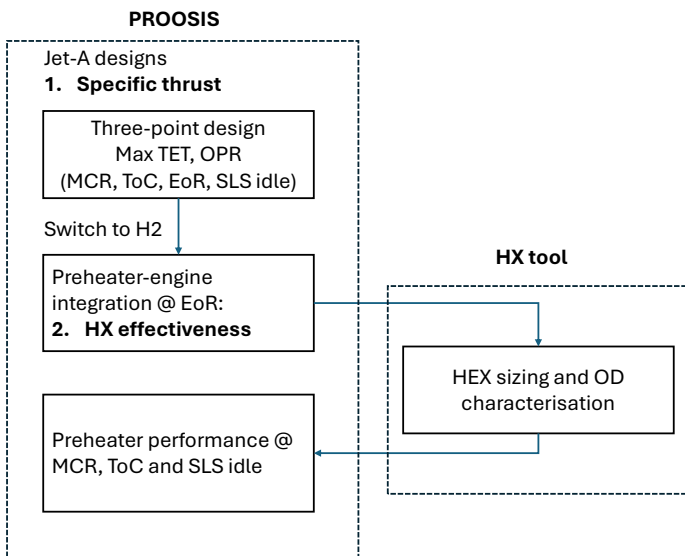 PROOSIS
Jet-A designs
1. Specific thrust
Three-point design
Max TET, OPR
(MCR, ToC, EoR, SLS idle)
Switch to H2
Preheater-engine
integration @ EoR:
2. HX effectiveness
Preheater performance @
MCR, ToC and SLS idle
HX tool
HEX sizing and OD
characterisation